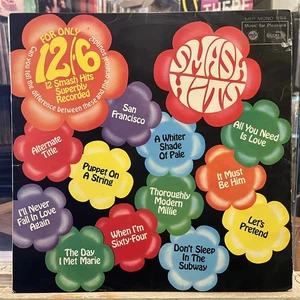 FOR ONLY
12/6
12 Smash Hits
Superbly
Recorded
Can you tell the difference between these and the original sounds?
SMASH
HITS
MFP MONO
Music for Pleasure
San
Francisco
All You Need
Is Love
Alternate
Title
A Whiter
Shade
Of Pale
Puppet On
A String
It Must
Be Him
Thoroughly
Modern
Millie
I'll Never
Fall In Love
Again
Let's
Pretend
When I'm
Sixty-Four
The Day
I Met Marie
Don't Sleep
In The
Subway